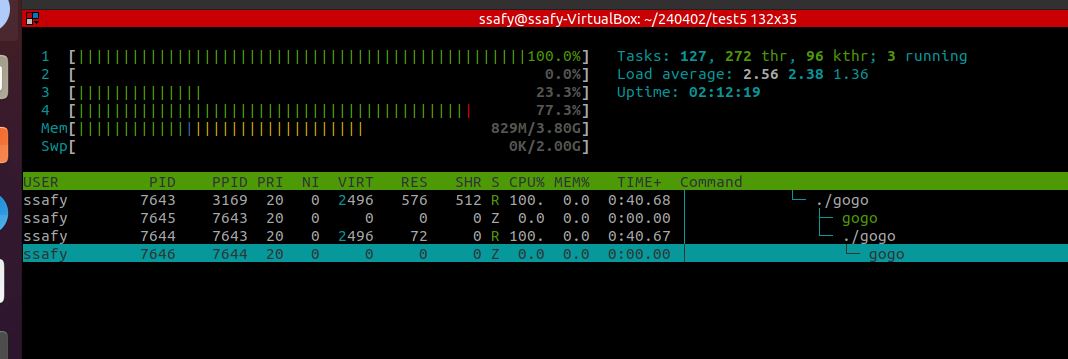 ssafy@ssafy-VirtualBox: ~/240402/test5 132x35
1 [||||||||||||||||||||||||||||||||||||||||||||||||||100.0%] Tasks: 127, 272 thr, 96 kthr; 3 running
2 [ 0.0%] Load average: 2.56 2.38 1.36
3 [|||||||||||||| 23.3%] Uptime: 02:12:19
4 [|||||||||||||||||||||||||||||||||||||||||||| 77.3%]
Mem[|||||||||||||||||||||||||||||||| 829M/3.80G]
Swp[ 0K/2.00G]
USER PID PPID PRI NI VIRT RES SHR S CPU% MEM% TIME+ Command
ssafy 7643 3169 20 0 2496 576 512 R 100. 0.0 0:40.68 │ └─ ./gogo
ssafy 7645 7643 20 0 0 0 0 Z 0.0 0.0 0:00.00 │ ├─ gogo
ssafy 7644 7643 20 0 2496 72 0 R 100. 0.0 0:40.67 │ └─ ./gogo
ssafy 7646 7644 20 0 0 0 0 Z 0.0 0.0 0:00.00 │ └─ gogo